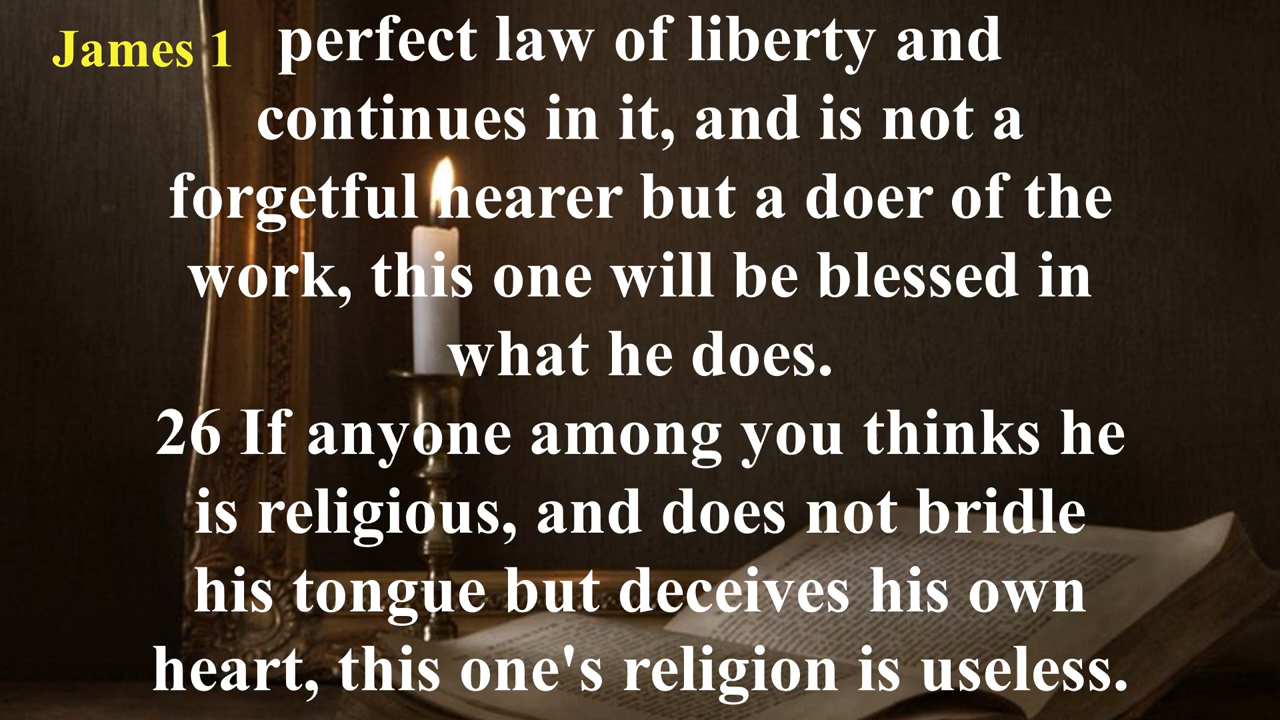 James 1
perfect law of liberty and
continues in it, and is not a
forgetful hearer but a doer of the
work, this one will be blessed in
what he does.
26 If anyone among you thinks he
is religious, and does not bridle
his tongue but deceives his own
heart, this one's religion is useless.